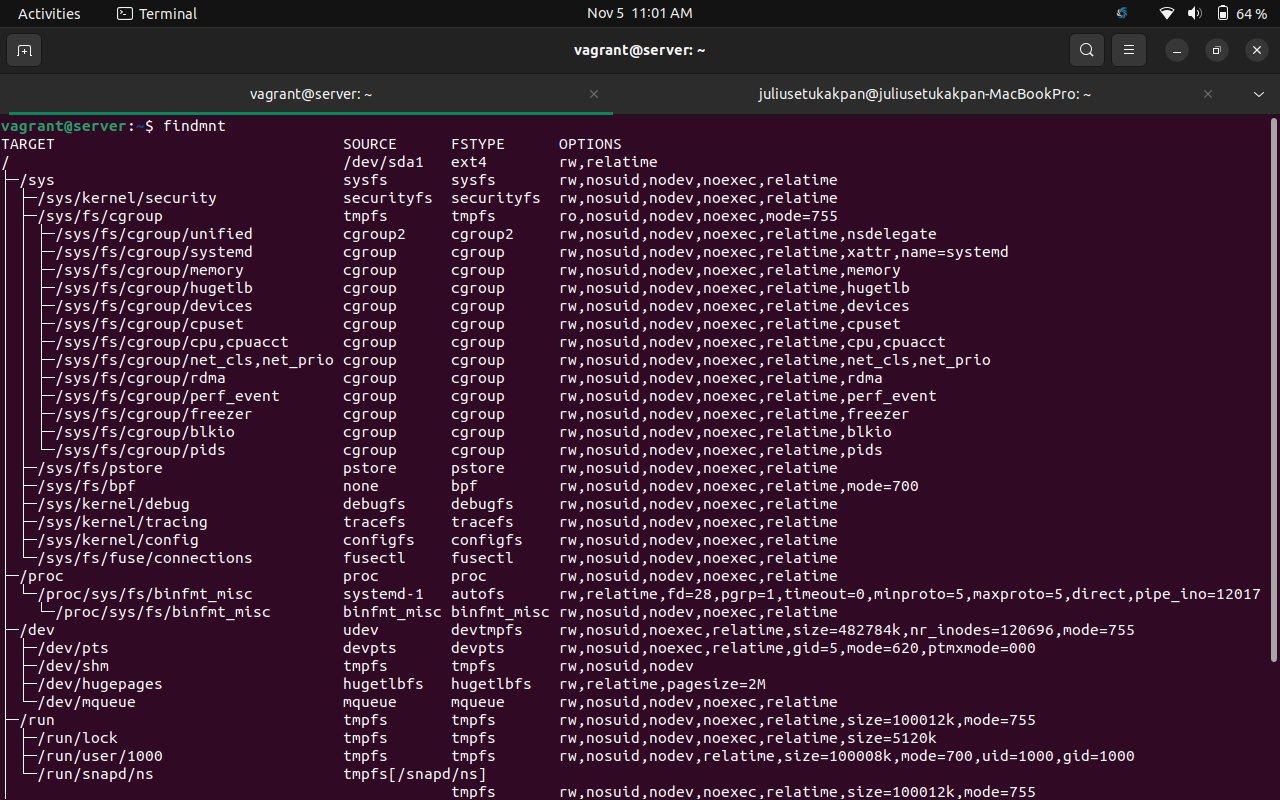 Activities Terminal Nov 5 11:01 AM 64 %
vagrant@server: ~
vagrant@server: ~ juliusetukakpan@juliusetukakpan-MacBookPro: ~
vagrant@server:~$ findmnt
TARGET SOURCE FSTYPE OPTIONS
/ /dev/sda1 ext4 rw,relatime
├─/sys sysfs sysfs rw,nosuid,nodev,noexec,relatime
│ ├─/sys/kernel/security securityfs securityfs rw,nosuid,nodev,noexec,relatime
│ ├─/sys/fs/cgroup tmpfs tmpfs ro,nosuid,nodev,noexec,mode=755
│ │ ├─/sys/fs/cgroup/unified cgroup2 cgroup2 rw,nosuid,nodev,noexec,relatime,nsdelegate
│ │ ├─/sys/fs/cgroup/systemd cgroup cgroup rw,nosuid,nodev,noexec,relatime,xattr,name=systemd
│ │ ├─/sys/fs/cgroup/memory cgroup cgroup rw,nosuid,nodev,noexec,relatime,memory
│ │ ├─/sys/fs/cgroup/hugetlb cgroup cgroup rw,nosuid,nodev,noexec,relatime,hugetlb
│ │ ├─/sys/fs/cgroup/devices cgroup cgroup rw,nosuid,nodev,noexec,relatime,devices
│ │ ├─/sys/fs/cgroup/cpuset cgroup cgroup rw,nosuid,nodev,noexec,relatime,cpuset
│ │ ├─/sys/fs/cgroup/cpu,cpuacct cgroup cgroup rw,nosuid,nodev,noexec,relatime,cpu,cpuacct
│ │ ├─/sys/fs/cgroup/net_cls,net_prio cgroup cgroup rw,nosuid,nodev,noexec,relatime,net_cls,net_prio
│ │ ├─/sys/fs/cgroup/rdma cgroup cgroup rw,nosuid,nodev,noexec,relatime,rdma
│ │ ├─/sys/fs/cgroup/perf_event cgroup cgroup rw,nosuid,nodev,noexec,relatime,perf_event
│ │ ├─/sys/fs/cgroup/freezer cgroup cgroup rw,nosuid,nodev,noexec,relatime,freezer
│ │ ├─/sys/fs/cgroup/blkio cgroup cgroup rw,nosuid,nodev,noexec,relatime,blkio
│ │ └─/sys/fs/cgroup/pids cgroup cgroup rw,nosuid,nodev,noexec,relatime,pids
│ ├─/sys/fs/pstore pstore pstore rw,nosuid,nodev,noexec,relatime
│ ├─/sys/fs/bpf none bpf rw,nosuid,nodev,noexec,relatime,mode=700
│ ├─/sys/kernel/debug debugfs debugfs rw,nosuid,nodev,noexec,relatime
│ ├─/sys/kernel/tracing tracefs tracefs rw,nosuid,nodev,noexec,relatime
│ ├─/sys/kernel/config configfs configfs rw,nosuid,nodev,noexec,relatime
│ └─/sys/fs/fuse/connections fusectl fusectl rw,nosuid,nodev,noexec,relatime
├─/proc proc proc rw,nosuid,nodev,noexec,relatime
│ └─/proc/sys/fs/binfmt_misc systemd-1 autofs rw,relatime,fd=28,pgrp=1,timeout=0,minproto=5,maxproto=5,direct,pipe_ino=12017
│ └─/proc/sys/fs/binfmt_misc binfmt_misc binfmt_misc rw,nosuid,nodev,noexec,relatime
├─/dev udev devtmpfs rw,nosuid,noexec,relatime,size=482784k,nr_inodes=120696,mode=755
│ ├─/dev/pts devpts devpts rw,nosuid,noexec,relatime,gid=5,mode=620,ptmxmode=000
│ ├─/dev/shm tmpfs tmpfs rw,nosuid,nodev
│ ├─/dev/hugepages hugetlbfs hugetlbfs rw,relatime,pagesize=2M
│ └─/dev/mqueue mqueue mqueue rw,nosuid,nodev,noexec,relatime
├─/run tmpfs tmpfs rw,nosuid,nodev,noexec,relatime,size=100012k,mode=755
│ ├─/run/lock tmpfs tmpfs rw,nosuid,nodev,noexec,relatime,size=5120k
│ ├─/run/user/1000 tmpfs tmpfs rw,nosuid,nodev,relatime,size=100008k,mode=700,uid=1000,gid=1000
│ └─/run/snapd/ns tmpfs[/snapd/ns]
│ tmpfs rw,nosuid,nodev,noexec,relatime,size=100012k,mode=755